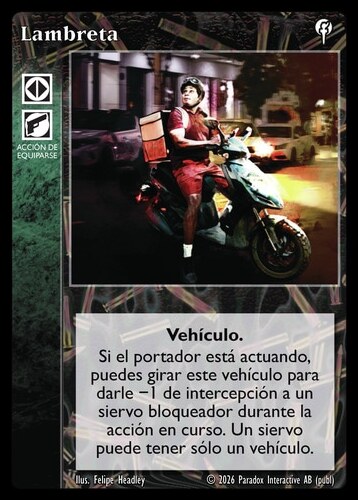 Lambreta
ACCIÓN DE
EQUIPARSE
Vehículo.
Si el portador está actuando,
puedes girar este vehículo para
darle −1 de intercepción a un
siervo bloqueador durante la
acción en curso. Un siervo
puede tener sólo un vehículo.
Ilus. Felipe Headley
© 2026 Paradox Interactive AB (publ)